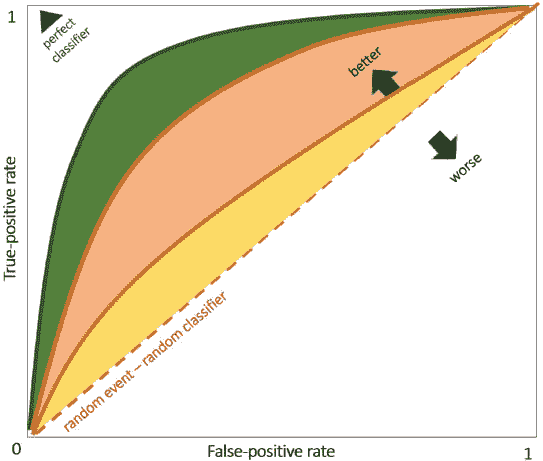 1
perfect
classifier
better
worse
True-positive rate
random event – random classifier
0
False-positive rate
1